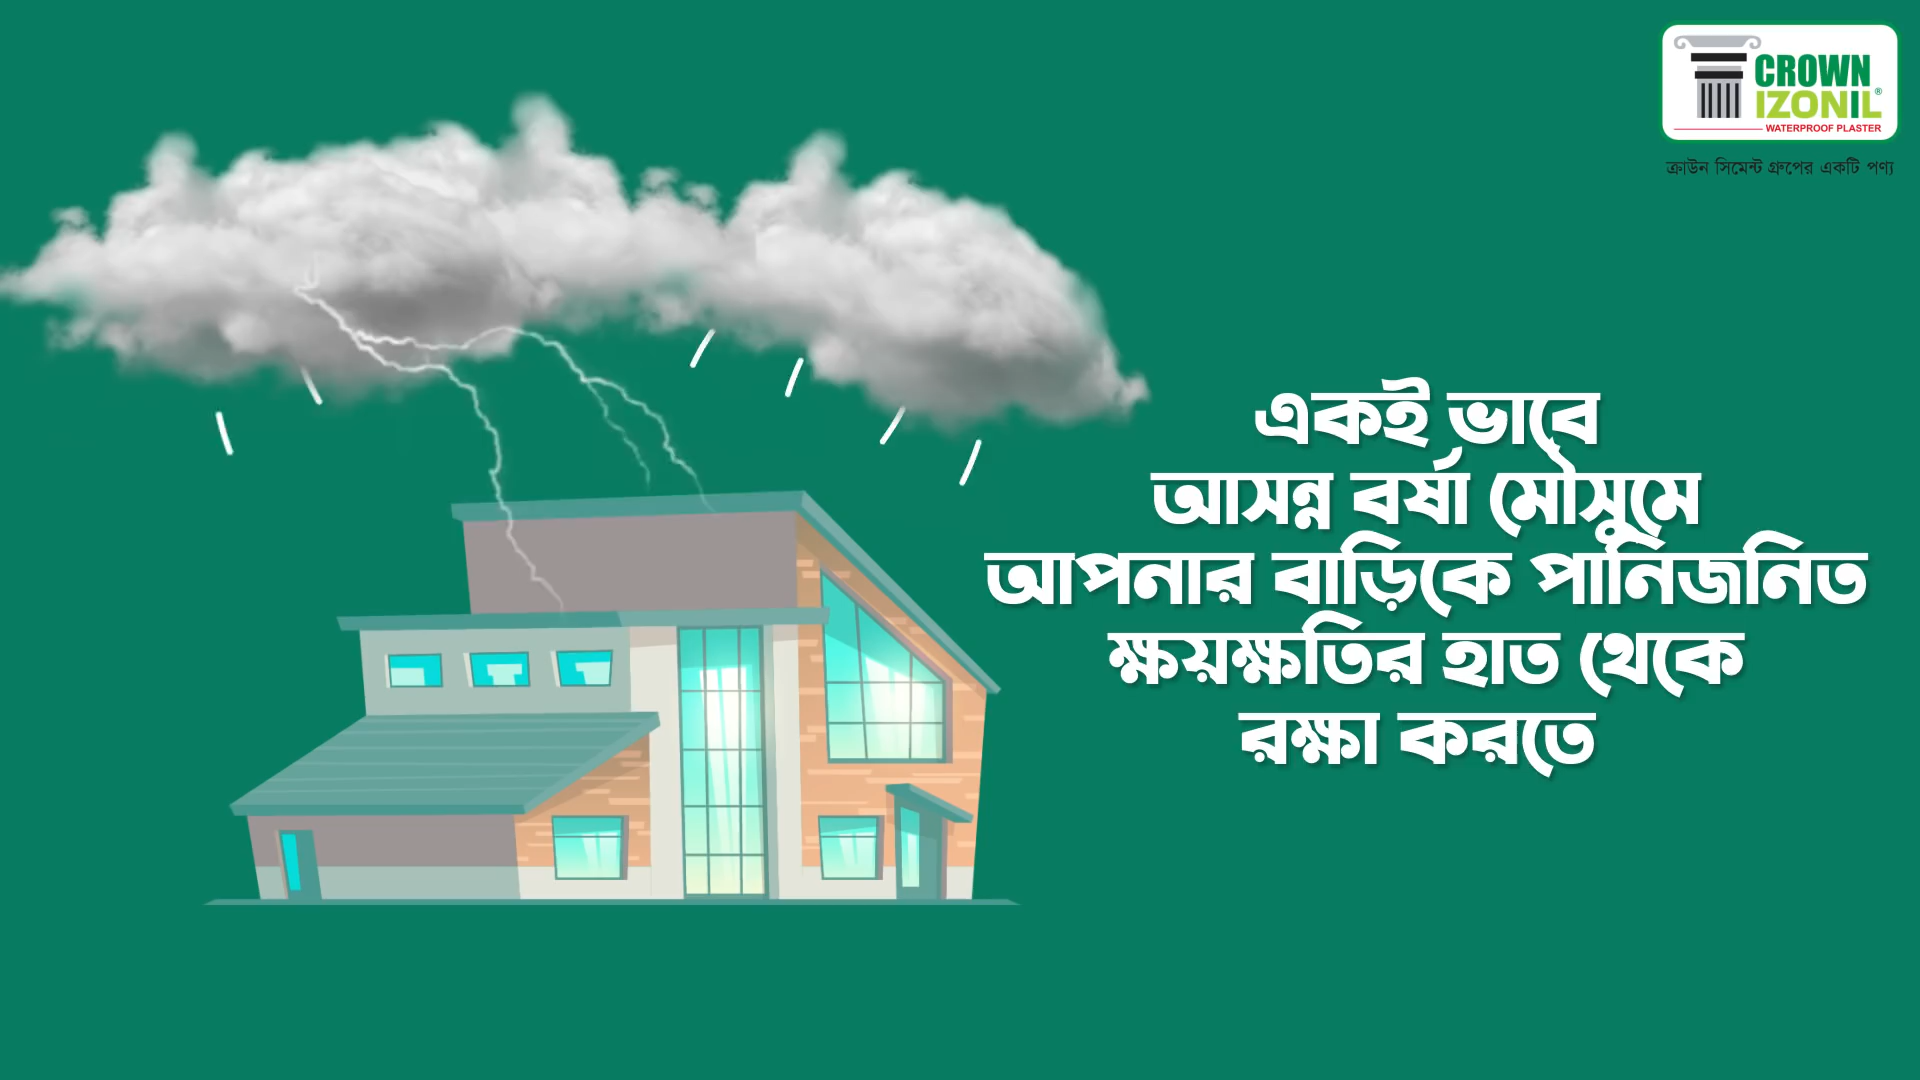 CROWN
IZONIL®
WATERPROOF PLASTER
ক্রাউন সিমেন্ট গ্রুপের একটি পণ্য
একই ভাবে
আসন্ন বর্ষা মৌসুমে
আপনার বাড়িকে পানিজনিত
ক্ষয়ক্ষতির হাত থেকে
রক্ষা করতে